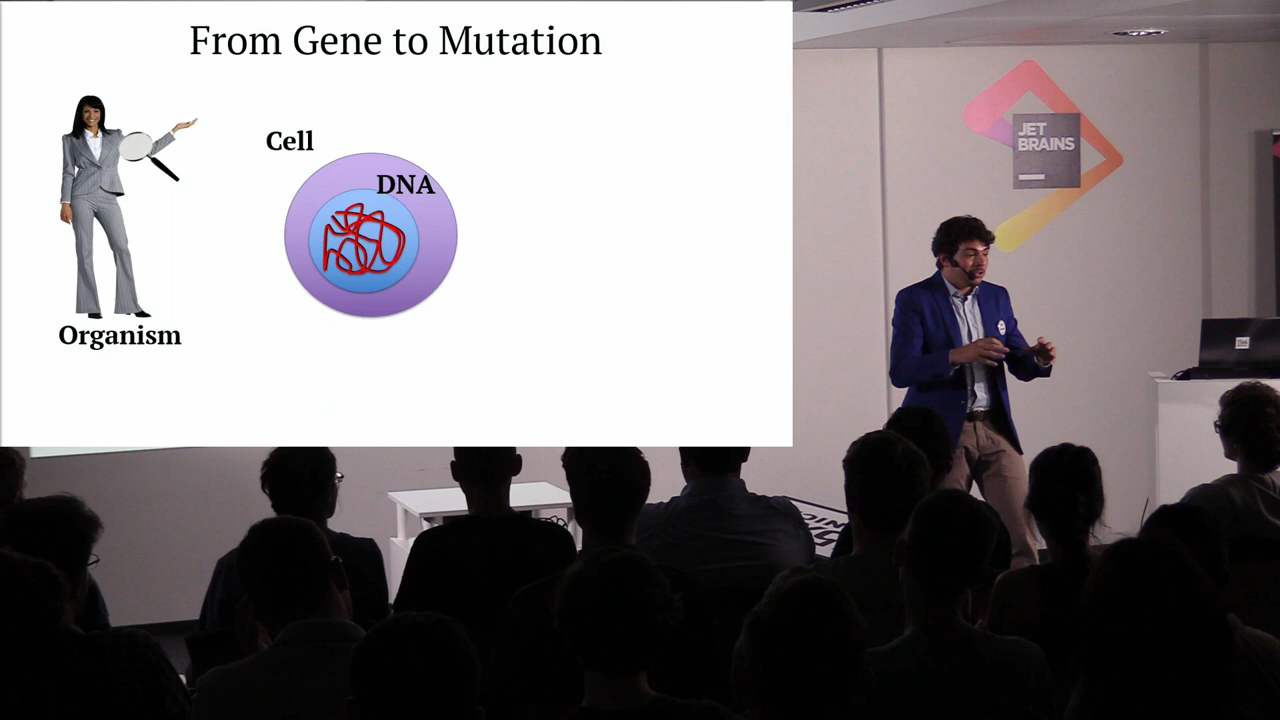 From Gene to Mutation
Cell
DNA
Organism
JET
BRAINS